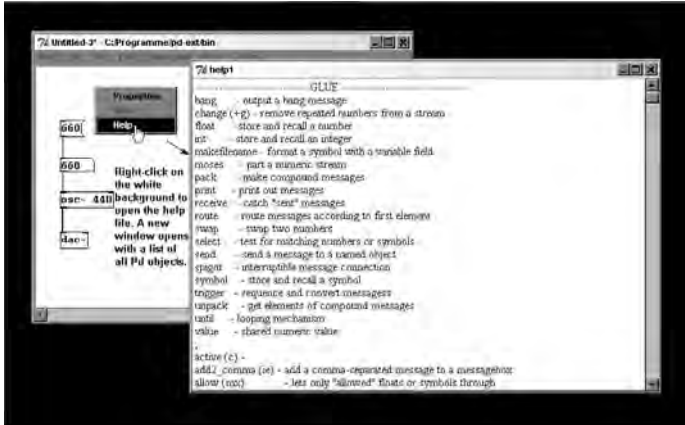 Untitled-3* - C:/Programme/pd-ext/bin
Properties
Help
660
660
osc~ 440
dac~
Right-click on
the white
background to
open the help
file. A new
window opens
with a list of
all Pd objects.
help1
GLUE
bang - output a bang message
change (+g) - remove repeated numbers from a stream
float - store and recall a number
int - store and recall an integer
makefilename - format a symbol with a variable field
moses - part a numeric stream
pack - make compound messages
print - print out messages
receive - catch "sent" messages
route - route messages according to first element
swap - swap two numbers
select - test for matching numbers or symbols
send - send a message to a named object
spigot - interruptible message connection
symbol - store and recall a symbol
trigger - sequence and convert messages
unpack - get elements of compound messages
until - looping mechanism
value - shared numeric value
active (c) -
add2_comma (ie) - add a comma-separated message to a messagebox
allow (mx) - lets only "allowed" floats or symbols through